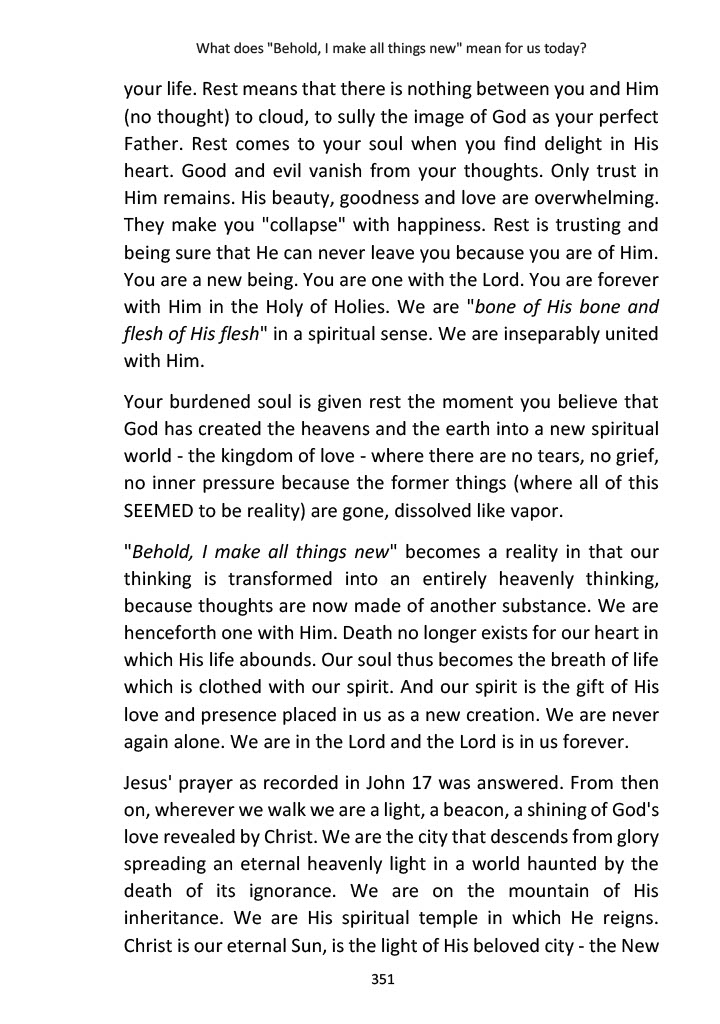 What does "Behold, I make all things new" mean for us today?
your life. Rest means that there is nothing between you and Him
(no thought) to cloud, to sully the image of God as your perfect
Father. Rest comes to your soul when you find delight in His
heart. Good and evil vanish from your thoughts. Only trust in
Him remains. His beauty, goodness and love are overwhelming.
They make you "collapse" with happiness. Rest is trusting and
being sure that He can never leave you because you are of Him.
You are a new being. You are one with the Lord. You are forever
with Him in the Holy of Holies. We are "bone of His bone and
flesh of His flesh" in a spiritual sense. We are inseparably united
with Him.
Your burdened soul is given rest the moment you believe that
God has created the heavens and the earth into a new spiritual
world - the kingdom of love - where there are no tears, no grief,
no inner pressure because the former things (where all of this
SEEMED to be reality) are gone, dissolved like vapor.
"Behold, I make all things new" becomes a reality in that our
thinking is transformed into an entirely heavenly thinking,
because thoughts are now made of another substance. We are
henceforth one with Him. Death no longer exists for our heart in
which His life abounds. Our soul thus becomes the breath of life
which is clothed with our spirit. And our spirit is the gift of His
love and presence placed in us as a new creation. We are never
again alone. We are in the Lord and the Lord is in us forever.
Jesus' prayer as recorded in John 17 was answered. From then
on, wherever we walk we are a light, a beacon, a shining of God's
love revealed by Christ. We are the city that descends from glory
spreading an eternal heavenly light in a world haunted by the
death of its ignorance. We are on the mountain of His
inheritance. We are His spiritual temple in which He reigns.
Christ is our eternal Sun, is the light of His beloved city - the New
351